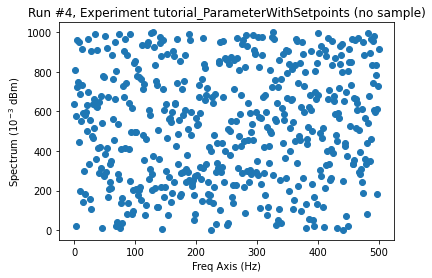 Run #4, Experiment tutorial_ParameterWithSetpoints (no sample)
1000
800
600
400
200
0
Spectrum (10⁻³ dBm)
0 100 200 300 400 500
Freq Axis (Hz)